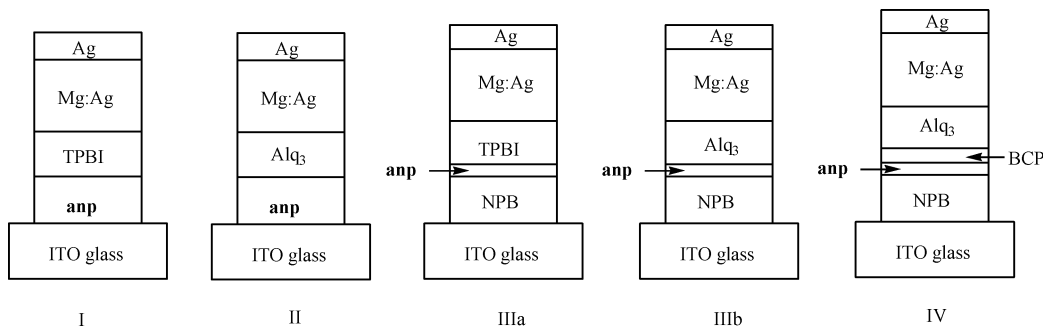 Ag
Mg:Ag
TPBI
anp
ITO glass
I
Ag
Mg:Ag
Alq₃
anp
ITO glass
II
Ag
Mg:Ag
TPBI
anp
NPB
ITO glass
IIIa
Ag
Mg:Ag
Alq₃
anp
NPB
ITO glass
IIIb
Ag
Mg:Ag
Alq₃
BCP
anp
NPB
ITO glass
IV